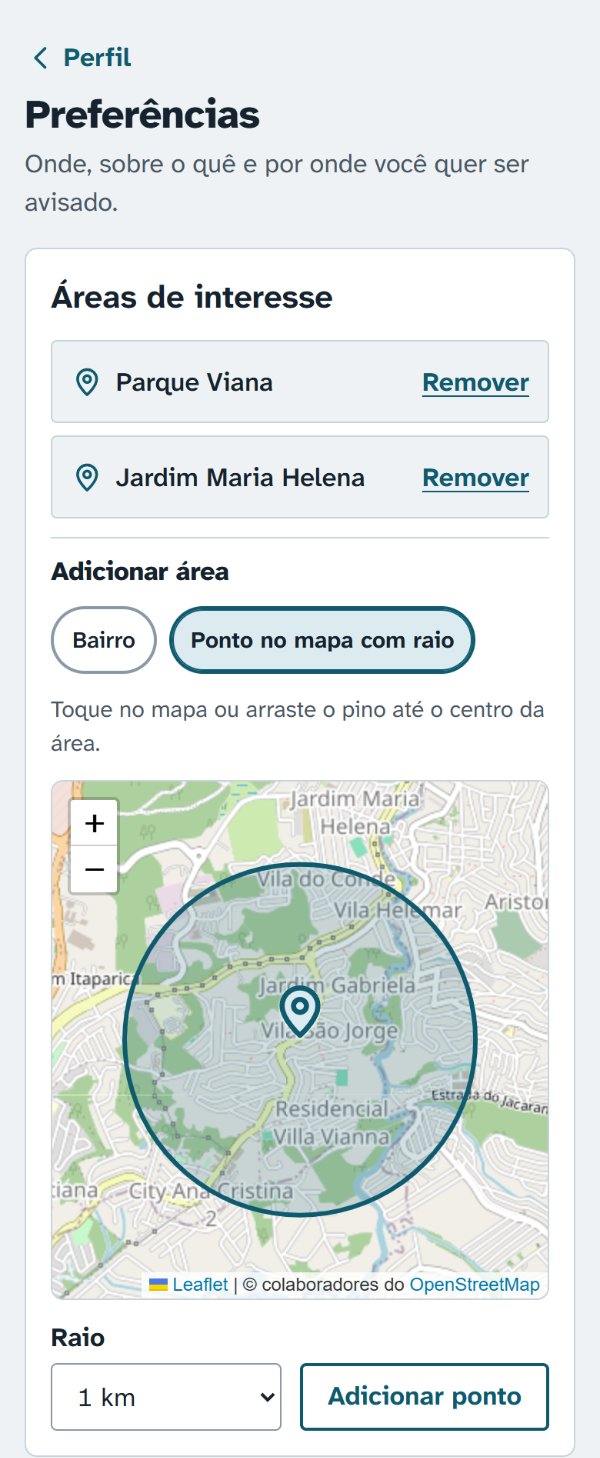 Perfil
Preferências
Onde, sobre o quê e por onde você quer ser
avisado.
Áreas de interesse
Parque Viana
Remover
Jardim Maria Helena
Remover
Adicionar área
Bairro
Ponto no mapa com raio
Toque no mapa ou arraste o pino até o centro da
área.
+
−
Jardim Maria
Helena
Vila do Conde
Vila Helemar
Aristo
m Itaparica
Jardim Gabriela
Vila São Jorge
Residencial
Villa Vianna
Estrada do Jacaran
tiana
City Ana Cristina
2
Leaflet | © colaboradores do OpenStreetMap
Raio
1 km
Adicionar ponto